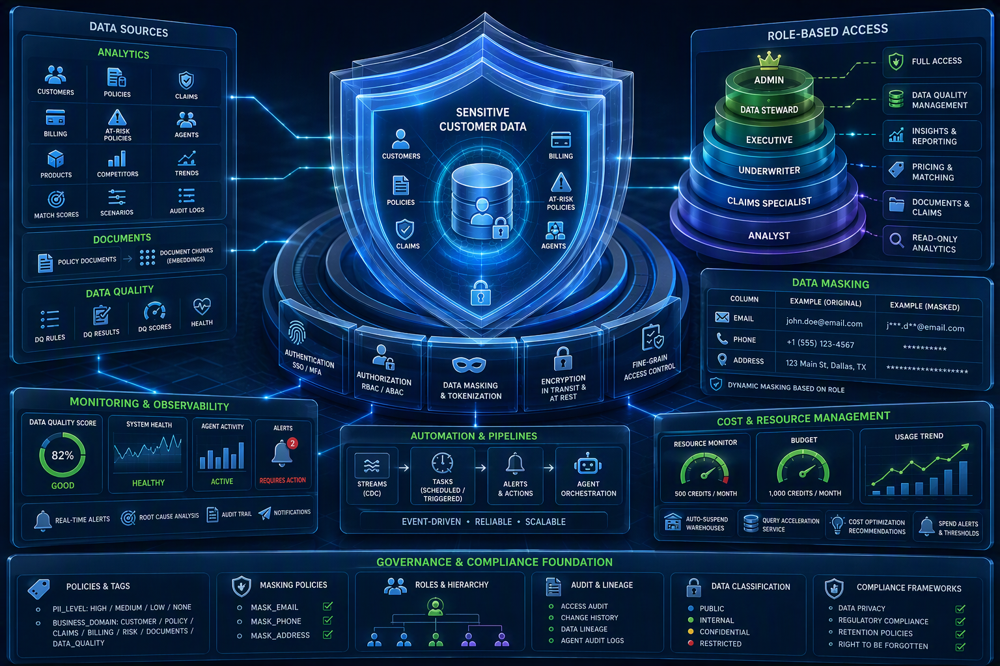 DATA SOURCES
ANALYTICS
CUSTOMERS
POLICIES
CLAIMS
BILLING
AT-RISK
POLICIES
AGENTS
PRODUCTS
COMPETITORS
TRENDS
MATCH SCORES
SCENARIOS
AUDIT LOGS
DOCUMENTS
POLICY DOCUMENTS
DOCUMENT CHUNKS
(EMBEDDINGS)
DATA QUALITY
DQ RULES
DQ RESULTS
DQ SCORES
HEALTH
SENSITIVE
CUSTOMER DATA
CUSTOMERS
POLICIES
CLAIMS
BILLING
AT-RISK
POLICIES
AGENTS
AUTHENTICATION
SSO / MFA
AUTHORIZATION
RBAC / ABAC
DATA MASKING
& TOKENIZATION
ENCRYPTION
IN TRANSIT &
AT REST
FINE-GRAIN
ACCESS CONTROL
ROLE-BASED ACCESS
ADMIN
DATA STEWARD
EXECUTIVE
UNDERWRITER
CLAIMS SPECIALIST
ANALYST
FULL ACCESS
DATA QUALITY
MANAGEMENT
INSIGHTS &
REPORTING
PRICING &
MATCHING
DOCUMENTS &
CLAIMS
READ-ONLY
ANALYTICS
DATA MASKING
COLUMN EXAMPLE (ORIGINAL) EXAMPLE (MASKED)
EMAIL john.doe@email.com j***.d**@email.com
PHONE +1 (555) 123-4567 **********
ADDRESS 123 Main St, Dallas, TX *******************
DYNAMIC MASKING BASED ON ROLE
MONITORING & OBSERVABILITY
DATA QUALITY SCORE
82%
GOOD
SYSTEM HEALTH
HEALTHY
AGENT ACTIVITY
ACTIVE
ALERTS
2
REQUIRES ACTION
REAL-TIME ALERTS
ROOT CAUSE ANALYSIS
AUDIT TRAIL
NOTIFICATIONS
AUTOMATION & PIPELINES
STREAMS
(CDC)
TASKS
(SCHEDULED /
TRIGGERED)
ALERTS
& ACTIONS
AGENT
ORCHESTRATION
EVENT-DRIVEN • RELIABLE • SCALABLE
COST & RESOURCE MANAGEMENT
RESOURCE MONITOR
500 CREDITS / MONTH
BUDGET
1,000 CREDITS / MONTH
USAGE TREND
AUTO-SUSPEND
WAREHOUSES
QUERY ACCELERATION
SERVICE
COST OPTIMIZATION
RECOMMENDATIONS
SPEND ALERTS
& THRESHOLDS
GOVERNANCE & COMPLIANCE FOUNDATION
POLICIES & TAGS
PII_LEVEL: HIGH / MEDIUM / LOW / NONE
BUSINESS_DOMAIN: CUSTOMER / POLICY /
CLAIMS / BILLING / RISK / DOCUMENTS /
DATA_QUALITY
MASKING POLICIES
MASK_EMAIL
MASK_PHONE
MASK_ADDRESS
ROLES & HIERARCHY
AUDIT & LINEAGE
ACCESS AUDIT
CHANGE HISTORY
DATA LINEAGE
AGENT AUDIT LOGS
DATA CLASSIFICATION
PUBLIC
INTERNAL
CONFIDENTIAL
RESTRICTED
COMPLIANCE FRAMEWORKS
DATA PRIVACY
REGULATORY COMPLIANCE
RETENTION POLICIES
RIGHT TO BE FORGOTTEN